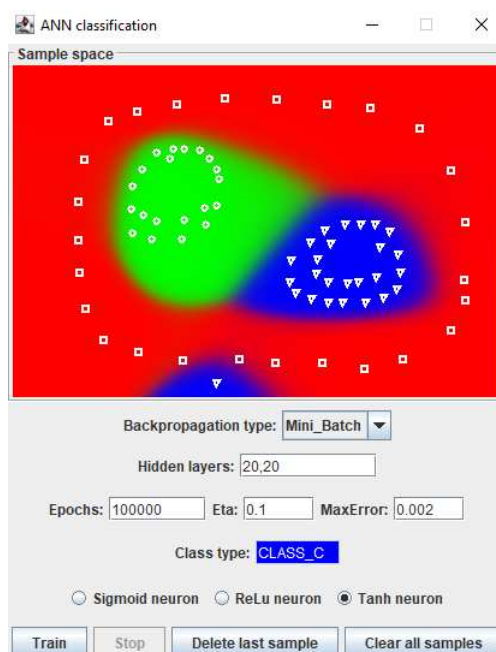 ANN classification
Sample space
Backpropagation type: Mini_Batch
Hidden layers: 20,20
Epochs: 100000 Eta: 0.1 MaxError: 0.002
Class type: CLASS_C
Sigmoid neuron ReLu neuron Tanh neuron
Train Stop Delete last sample Clear all samples